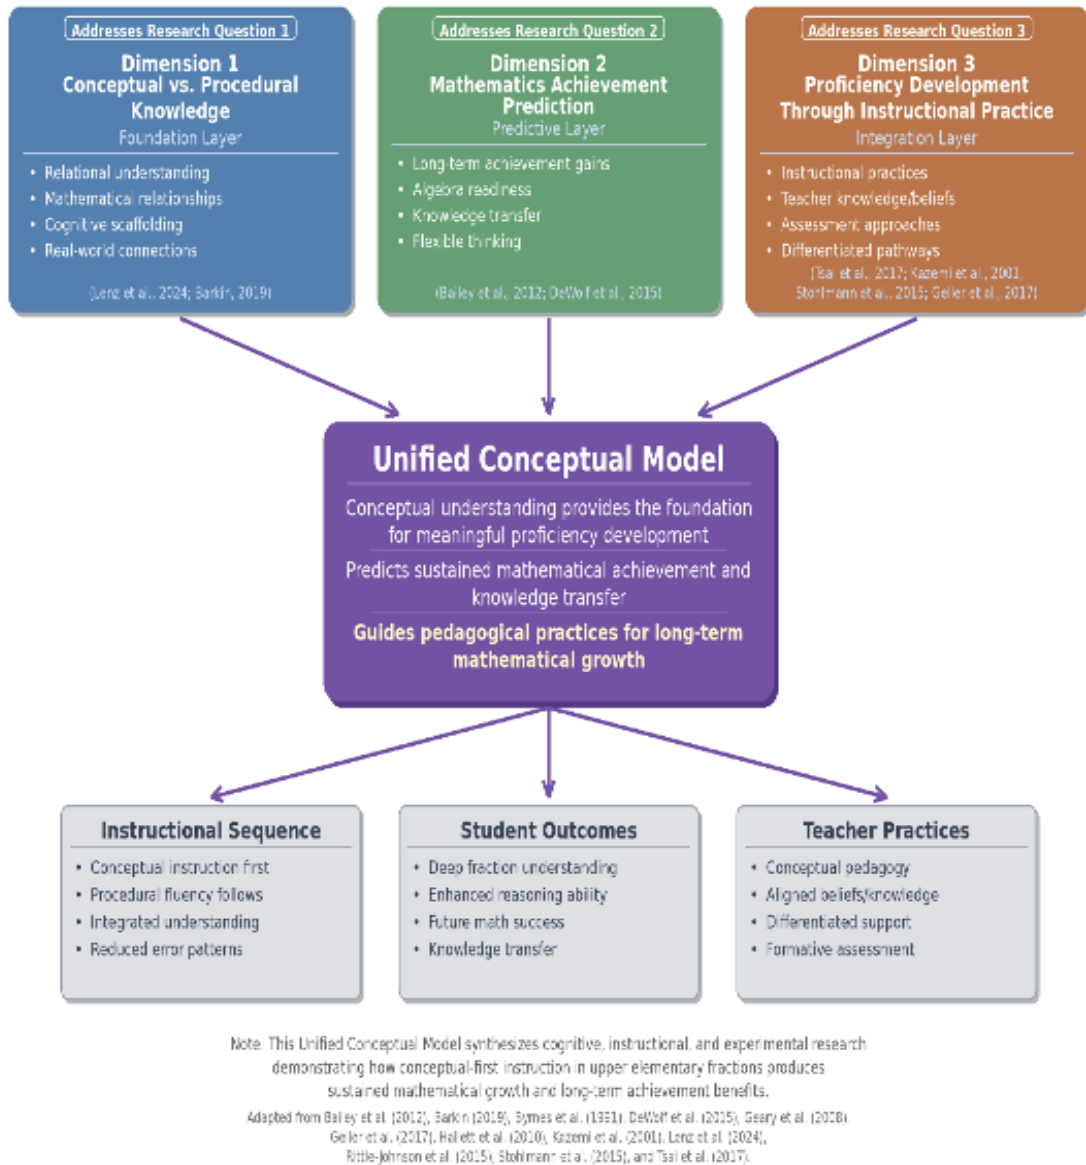 Addresses Research Question 1
Dimension 1
Conceptual vs. Procedural
Knowledge
Foundation Layer
• Relational understanding
• Mathematical relationships
• Cognitive scaffolding
• Real-world connections
(Lenz et al., 2024; Barkin, 2019)
Addresses Research Question 2
Dimension 2
Mathematics Achievement
Prediction
Predictive Layer
• Long-term achievement gains
• Algebra readiness
• Knowledge transfer
• Flexible thinking
(Bailey et al., 2012; DeWolf et al., 2015)
Addresses Research Question 3
Dimension 3
Proficiency Development
Through Instructional Practice
Integration Layer
• Instructional practices
• Teacher knowledge/beliefs
• Assessment approaches
• Differentiated pathways
(Tsai et al., 2017; Kazemi et al., 2001,
Stohlmann et al., 2015; Geller et al., 2017)
Unified Conceptual Model
Conceptual understanding provides the foundation
for meaningful proficiency development
Predicts sustained mathematical achievement and
knowledge transfer
Guides pedagogical practices for long-term
mathematical growth
Instructional Sequence
• Conceptual instruction first
• Procedural fluency follows
• Integrated understanding
• Reduced error patterns
Student Outcomes
• Deep fraction understanding
• Enhanced reasoning ability
• Future math success
• Knowledge transfer
Teacher Practices
• Conceptual pedagogy
• Aligned beliefs/knowledge
• Differentiated support
• Formative assessment
Note. This Unified Conceptual Model synthesizes cognitive, instructional, and experimental research
demonstrating how conceptual-first instruction in upper elementary fractions produces
sustained mathematical growth and long-term achievement benefits.
Adapted from Bailey et al. (2012), Barkin (2019), Byrnes et al. (1991), DeWolf et al. (2015), Geary et al. (2008),
Geller et al. (2017), Hallett et al. (2010), Kazemi et al. (2001), Lenz et al. (2024),
Rittle-Johnson et al. (2015), Stohlmann et al. (2015), and Tsai et al. (2017).